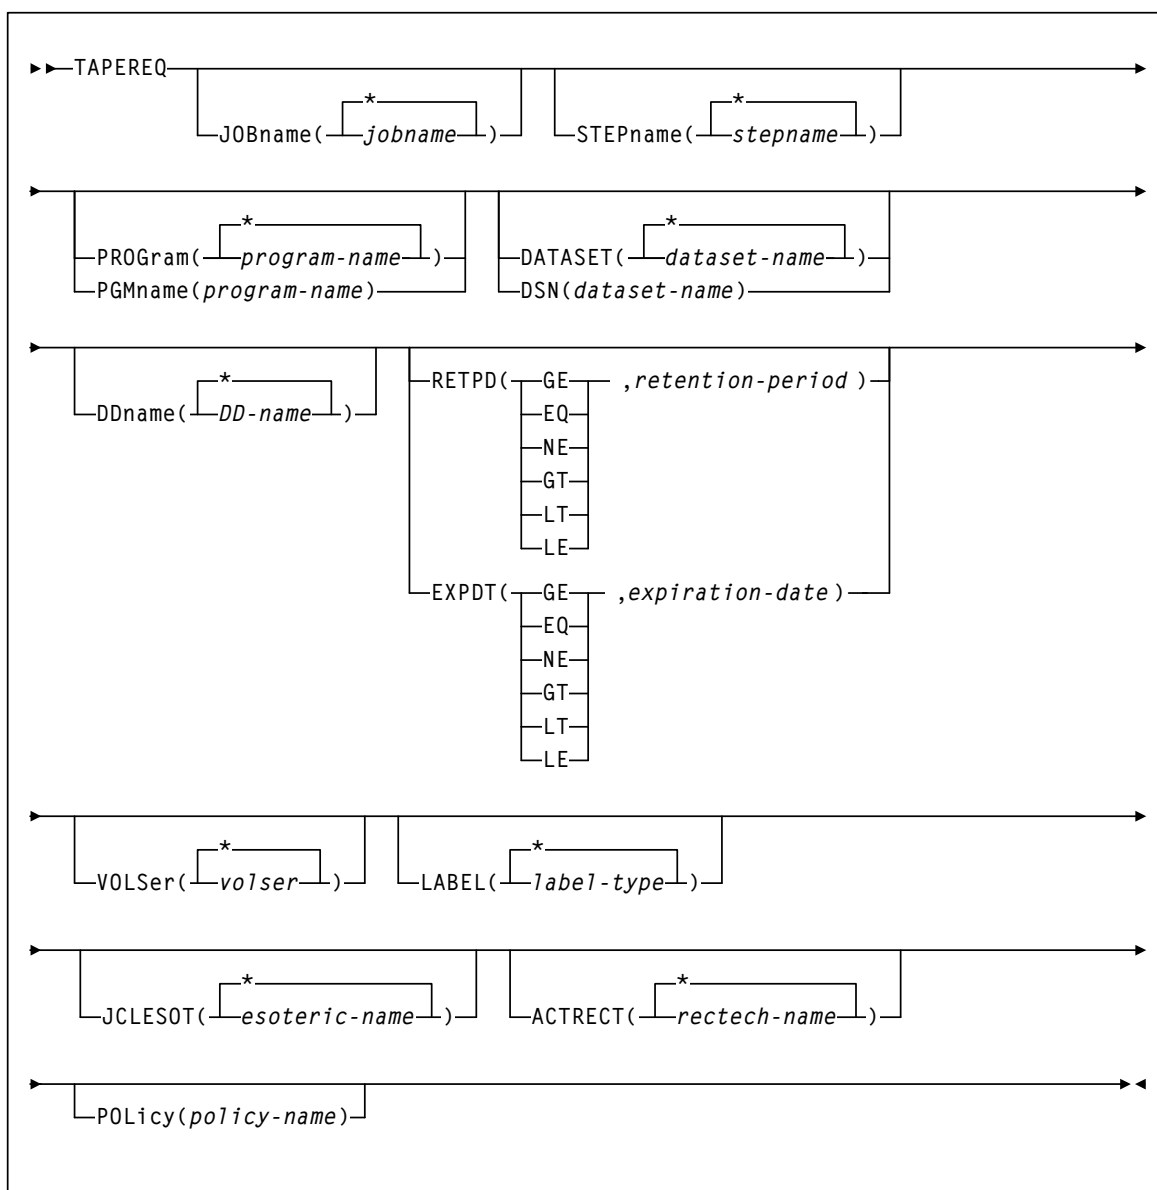 TAPEREQ
* *
JOBname( jobname ) STEPname( stepname )
* *
PROGram( program-name ) DATASET( dataset-name )
PGMname(program-name) DSN(dataset-name)
* RETPD( GE ,retention-period )
DDname( DD-name ) EQ
NE
GT
LT
LE
EXPDT( GE ,expiration-date)
EQ
NE
GT
LT
LE
* *
VOLSer( volser ) LABEL( label-type )
* *
JCLESOT( esoteric-name ) ACTRECT( rectech-name )
POLicy(policy-name)